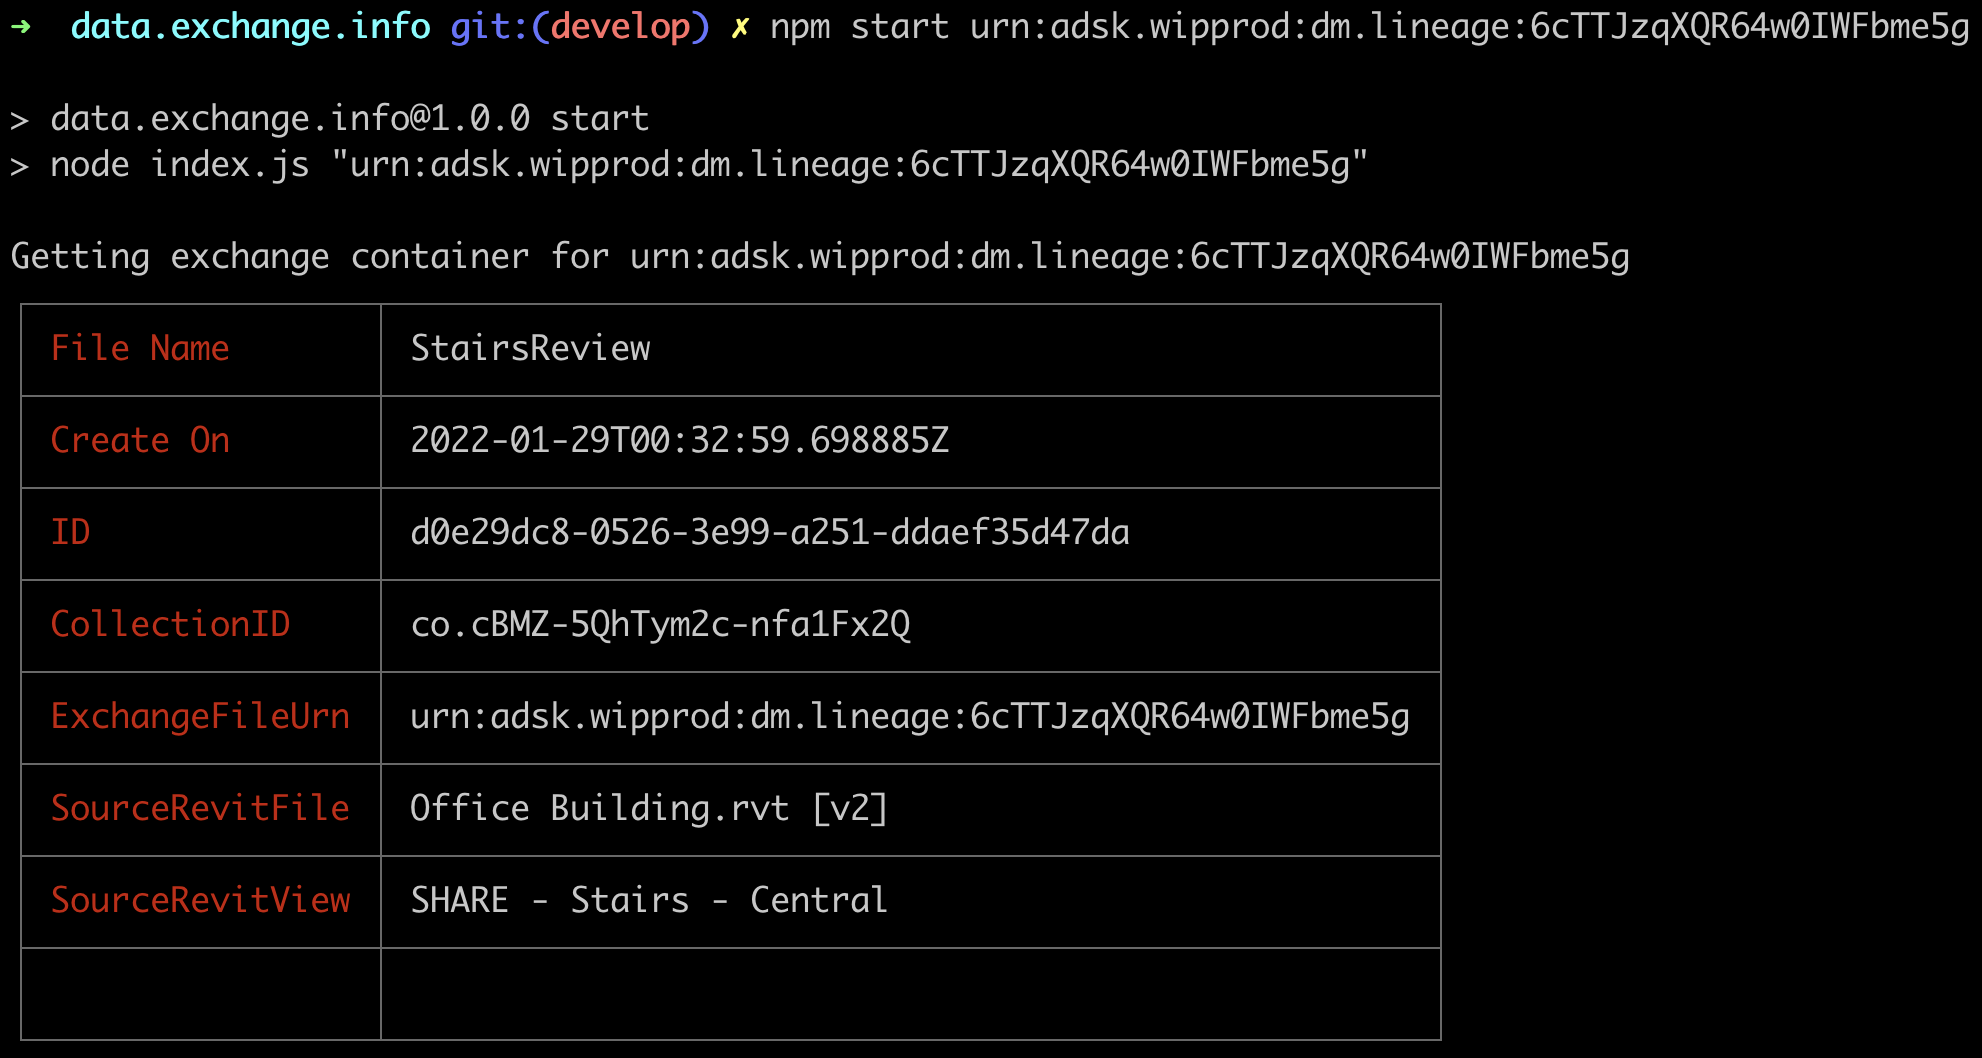 ➜  data.exchange.info git:(develop) ✗ npm start urn:adsk.wipprod:dm.lineage:6cTTJzqXQR64w0IWFbme5g
> data.exchange.info@1.0.0 start
> node index.js "urn:adsk.wipprod:dm.lineage:6cTTJzqXQR64w0IWFbme5g"
Getting exchange container for urn:adsk.wipprod:dm.lineage:6cTTJzqXQR64w0IWFbme5g
File Name StairsReview
Create On 2022-01-29T00:32:59.698885Z
ID d0e29dc8-0526-3e99-a251-ddaef35d47da
CollectionID co.cBMZ-5QhTym2c-nfa1Fx2Q
ExchangeFileUrn urn:adsk.wipprod:dm.lineage:6cTTJzqXQR64w0IWFbme5g
SourceRevitFile Office Building.rvt [v2]
SourceRevitView SHARE - Stairs - Central